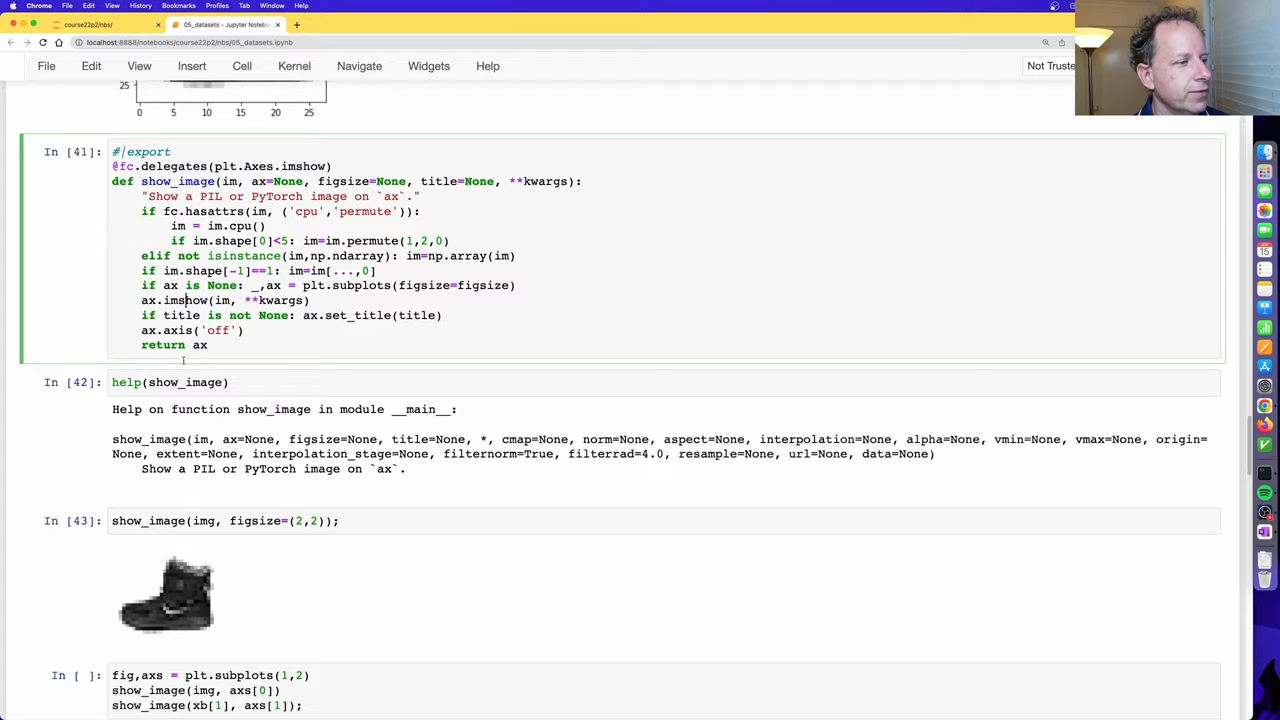 Chrome File Edit View History Bookmarks Profiles Tab Window Help
course22p2/nbs/
05_datasets - Jupyter Notebo
localhost:8888/notebooks/course22p2/nbs/05_datasets.ipynb
File Edit View Insert Cell Kernel Navigate Widgets Help Not Truste
25
0 5 10 15 20 25
In [41]: #|export
@fc.delegates(plt.Axes.imshow)
def show_image(im, ax=None, figsize=None, title=None, **kwargs):
"Show a PIL or PyTorch image on `ax`."
if fc.hasattrs(im, ('cpu','permute')):
im = im.cpu()
if im.shape[0]<5: im=im.permute(1,2,0)
elif not isinstance(im,np.ndarray): im=np.array(im)
if im.shape[-1]==1: im=im[...,0]
if ax is None: _,ax = plt.subplots(figsize=figsize)
ax.imshow(im, **kwargs)
if title is not None: ax.set_title(title)
ax.axis('off')
return ax
In [42]: help(show_image)
Help on function show_image in module __main__:
show_image(im, ax=None, figsize=None, title=None, *, cmap=None, norm=None, aspect=None, interpolation=None, alpha=None, vmin=None, vmax=None, origin=
None, extent=None, interpolation_stage=None, filternorm=True, filterrad=4.0, resample=None, url=None, data=None)
Show a PIL or PyTorch image on `ax`.
In [43]: show_image(img, figsize=(2,2));
In [ ]: fig,axs = plt.subplots(1,2)
show_image(img, axs[0])
show_image(xb[1], axs[1]);
15